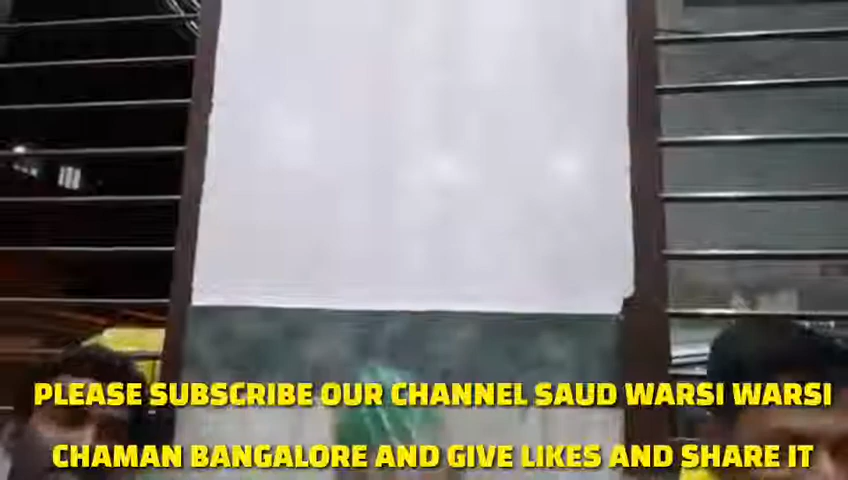 PLEASE SUBSCRIBE OUR CHANNEL SAUD WARSI WARSI
CHAMAN BANGALORE AND GIVE LIKES AND SHARE IT